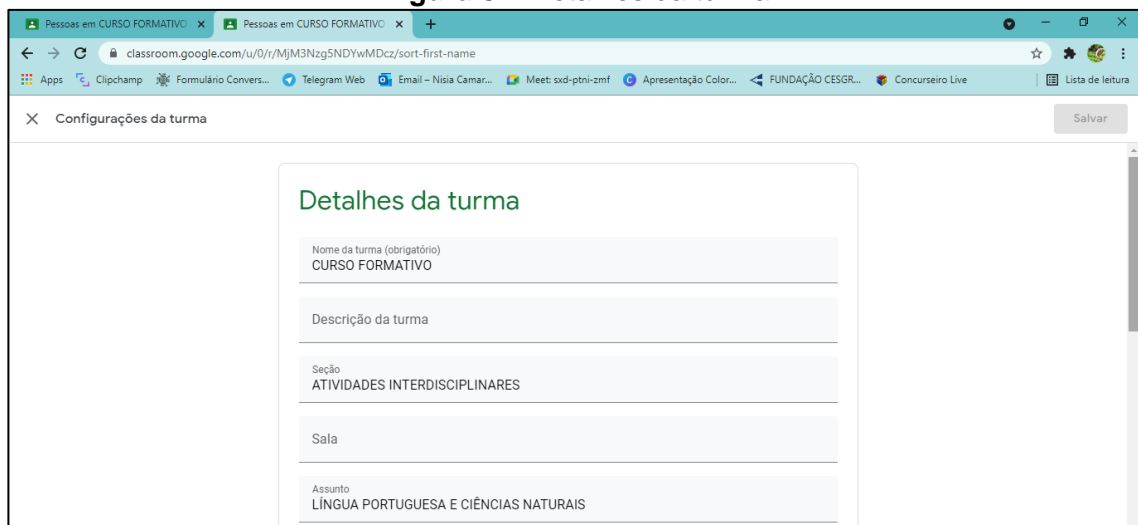 Pessoas em CURSO FORMATIVO
Pessoas em CURSO FORMATIVO
classroom.google.com/u/0/r/MjM3Nzg5NDYwMDcz/sort-first-name
Apps Clipchamp Formulário Convers... Telegram Web Email – Nisia Camar... Meet: sxd-ptni-zmf Apresentação Color... FUNDAÇÃO CESGR... Concurseiro Live Lista de leitura
Configurações da turma Salvar
Detalhes da turma
Nome da turma (obrigatório)
CURSO FORMATIVO
Descrição da turma
Seção
ATIVIDADES INTERDISCIPLINARES
Sala
Assunto
LÍNGUA PORTUGUESA E CIÊNCIAS NATURAIS